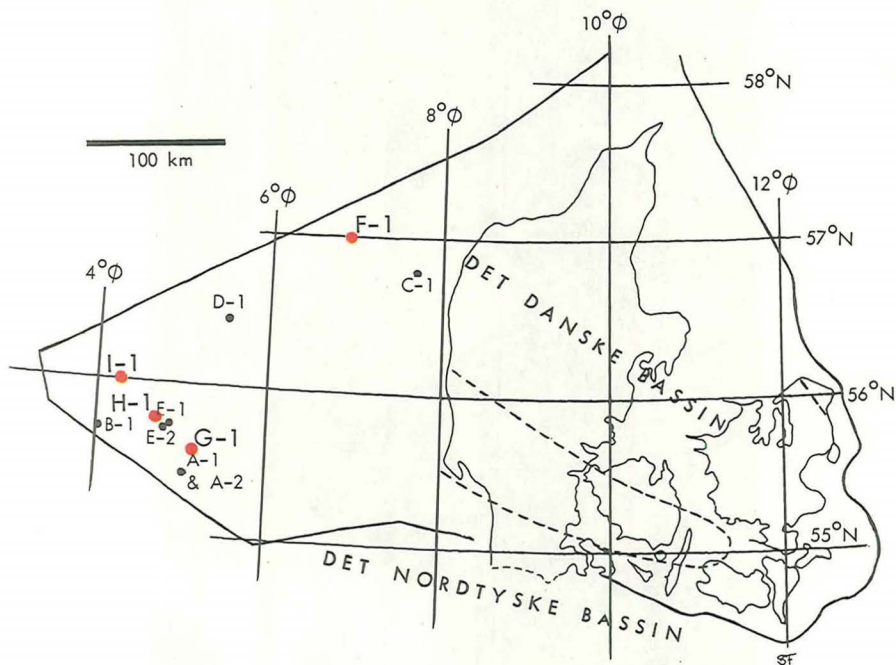 10°Ø
58°N
8°Ø
100 km
12°Ø
6°Ø
F-1
57°N
4°Ø
C-1
D-1
DET DANSKE BASSIN
I-1
H-1
E-1
56°N
B-1
E-2
G-1
A-1
& A-2
55°N
DET NORDTYSKE BASSIN
SF